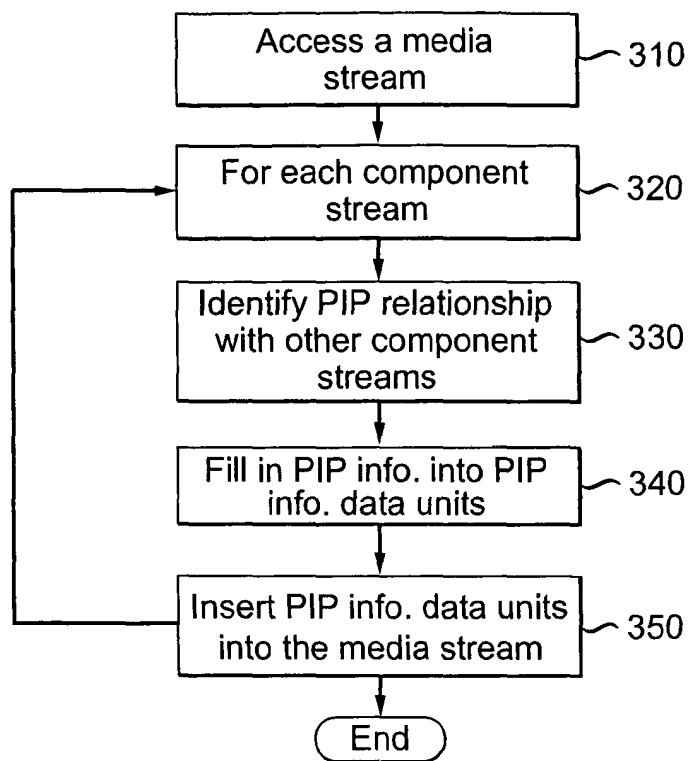 Access a media
stream
310
For each component
stream
320
Identify PIP relationship
with other component
streams
330
Fill in PIP info. into PIP
info. data units
340
Insert PIP info. data units
into the media stream
350
End